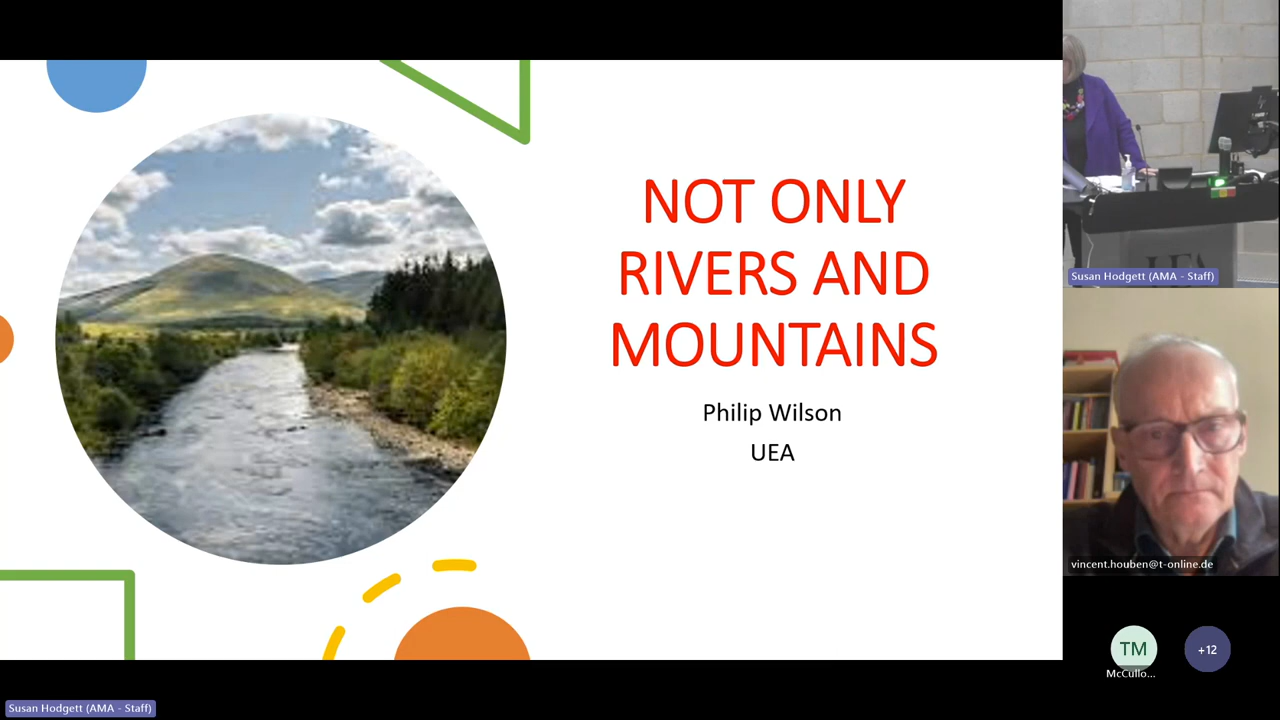 NOT ONLY
RIVERS AND
MOUNTAINS
Philip Wilson
UEA
Susan Hodgett (AMA - Staff)
vincent.houben@t-online.de
TM
McCullo...
+12
Susan Hodgett (AMA - Staff)